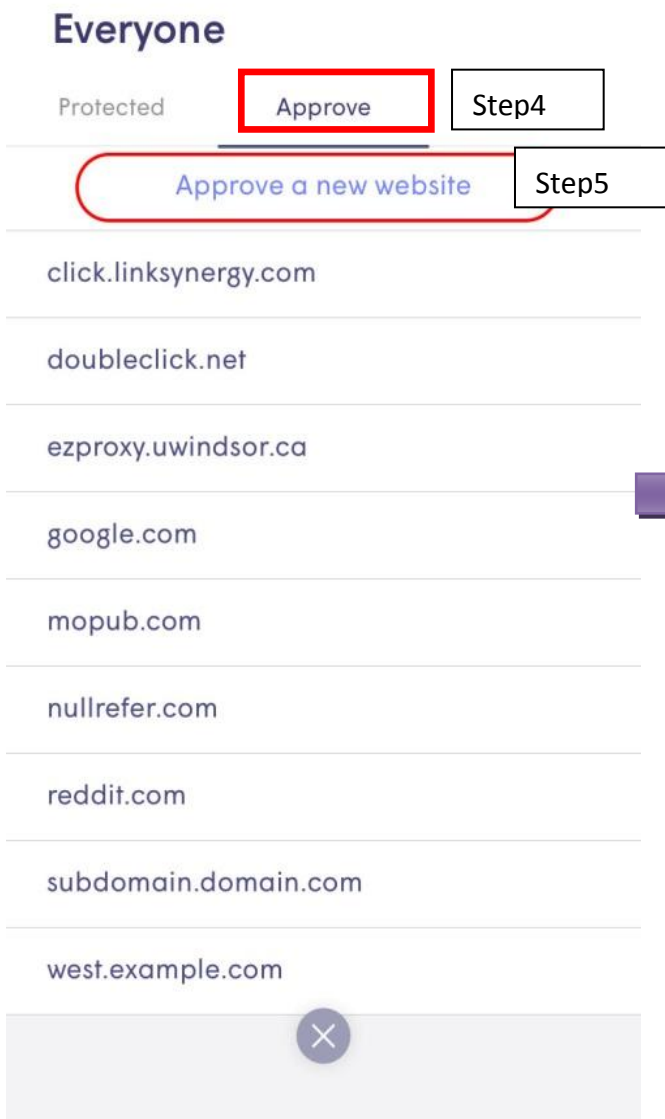 Everyone
Protected Approve Step4
Approve a new website Step5
click.linksynergy.com
doubleclick.net
ezproxy.uwindsor.ca
google.com
mopub.com
nullrefer.com
reddit.com
subdomain.domain.com
west.example.com